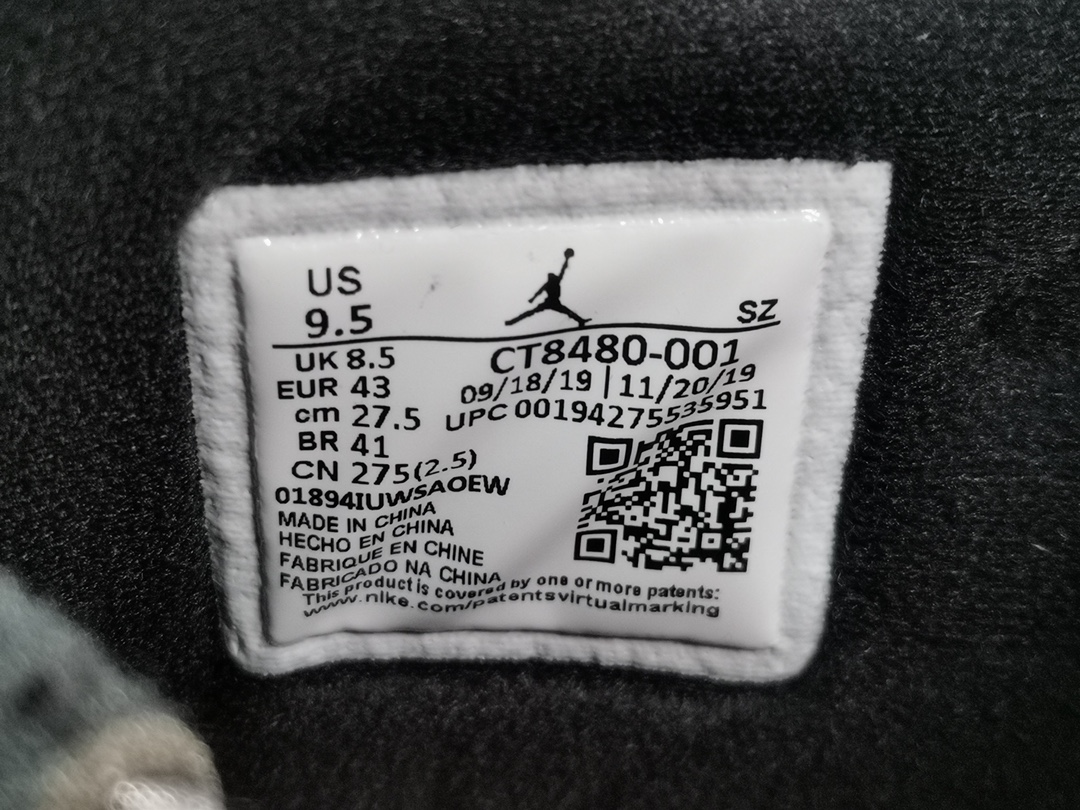 US
9.5
SZ
UK 8.5
EUR 43
cm 27.5
BR 41
CN 275(2.5)
CT8480-001
09/18/19 | 11/20/19
UPC 00194275535951
01894IUWSAOEW
MADE IN CHINA
HECHO EN CHINA
FABRIQUE EN CHINE
FABRICADO NA CHINA
This product is covered by one or more patents:
www.nike.com/patentsvirtualmarking